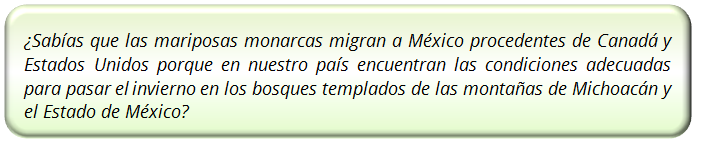 ¿Sabías que las mariposas monarcas migran a México procedentes de Canadá y
Estados Unidos porque en nuestro país encuentran las condiciones adecuadas
para pasar el invierno en los bosques templados de las montañas de Michoacán y
el Estado de México?